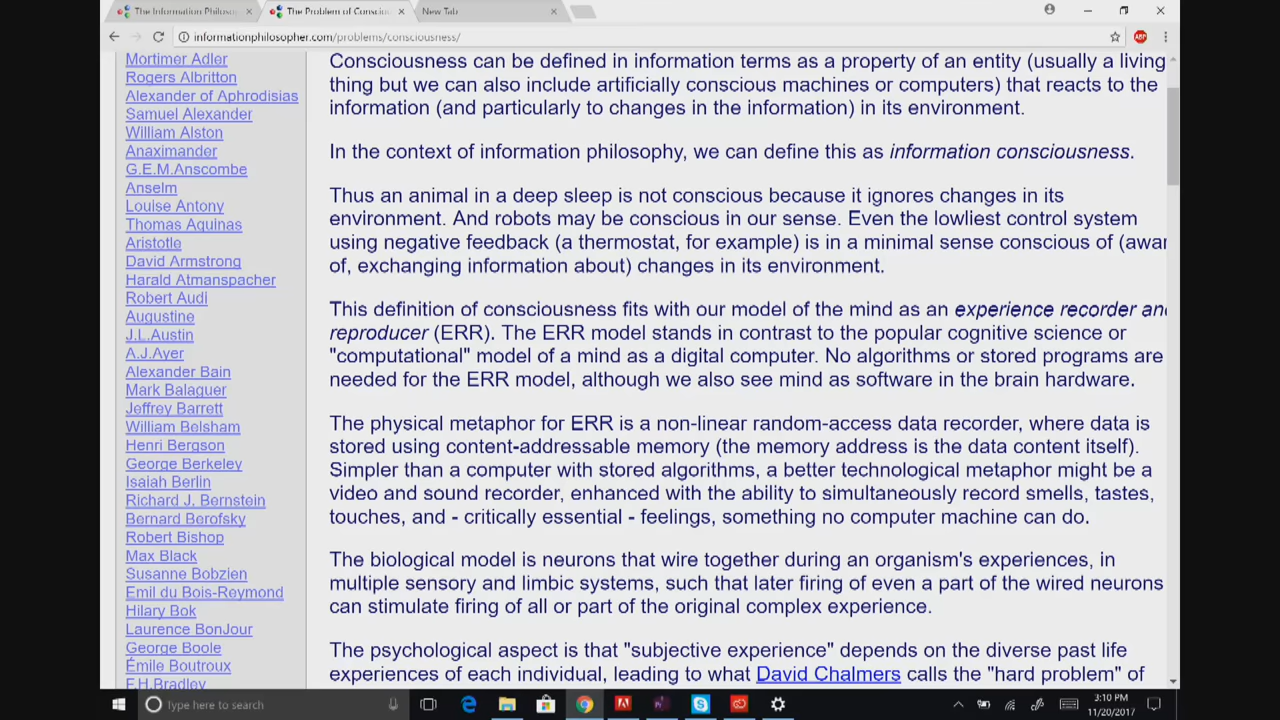 The Information Philoso
The Problem of Conscio
New Tab
informationphilosopher.com/problems/consciousness/
ABP
Mortimer Adler
Rogers Albritton
Alexander of Aphrodisias
Samuel Alexander
William Alston
Anaximander
G.E.M.Anscombe
Anselm
Louise Antony
Thomas Aquinas
Aristotle
David Armstrong
Harald Atmanspacher
Robert Audi
Augustine
J.L.Austin
A.J.Ayer
Alexander Bain
Mark Balaguer
Jeffrey Barrett
William Belsham
Henri Bergson
George Berkeley
Isaiah Berlin
Richard J. Bernstein
Bernard Berofsky
Robert Bishop
Max Black
Susanne Bobzien
Emil du Bois-Reymond
Hilary Bok
Laurence BonJour
George Boole
Émile Boutroux
F.H.Bradley
Consciousness can be defined in information terms as a property of an entity (usually a living
thing but we can also include artificially conscious machines or computers) that reacts to the
information (and particularly to changes in the information) in its environment.
In the context of information philosophy, we can define this as information consciousness.
Thus an animal in a deep sleep is not conscious because it ignores changes in its
environment. And robots may be conscious in our sense. Even the lowliest control system
using negative feedback (a thermostat, for example) is in a minimal sense conscious of (awar
of, exchanging information about) changes in its environment.
This definition of consciousness fits with our model of the mind as an experience recorder an
reproducer (ERR). The ERR model stands in contrast to the popular cognitive science or
"computational" model of a mind as a digital computer. No algorithms or stored programs are
needed for the ERR model, although we also see mind as software in the brain hardware.
The physical metaphor for ERR is a non-linear random-access data recorder, where data is
stored using content-addressable memory (the memory address is the data content itself).
Simpler than a computer with stored algorithms, a better technological metaphor might be a
video and sound recorder, enhanced with the ability to simultaneously record smells, tastes,
touches, and - critically essential - feelings, something no computer machine can do.
The biological model is neurons that wire together during an organism's experiences, in
multiple sensory and limbic systems, such that later firing of even a part of the wired neurons
can stimulate firing of all or part of the original complex experience.
The psychological aspect is that "subjective experience" depends on the diverse past life
experiences of each individual, leading to what David Chalmers calls the "hard problem" of
Type here to search
3:10 PM
11/20/2017